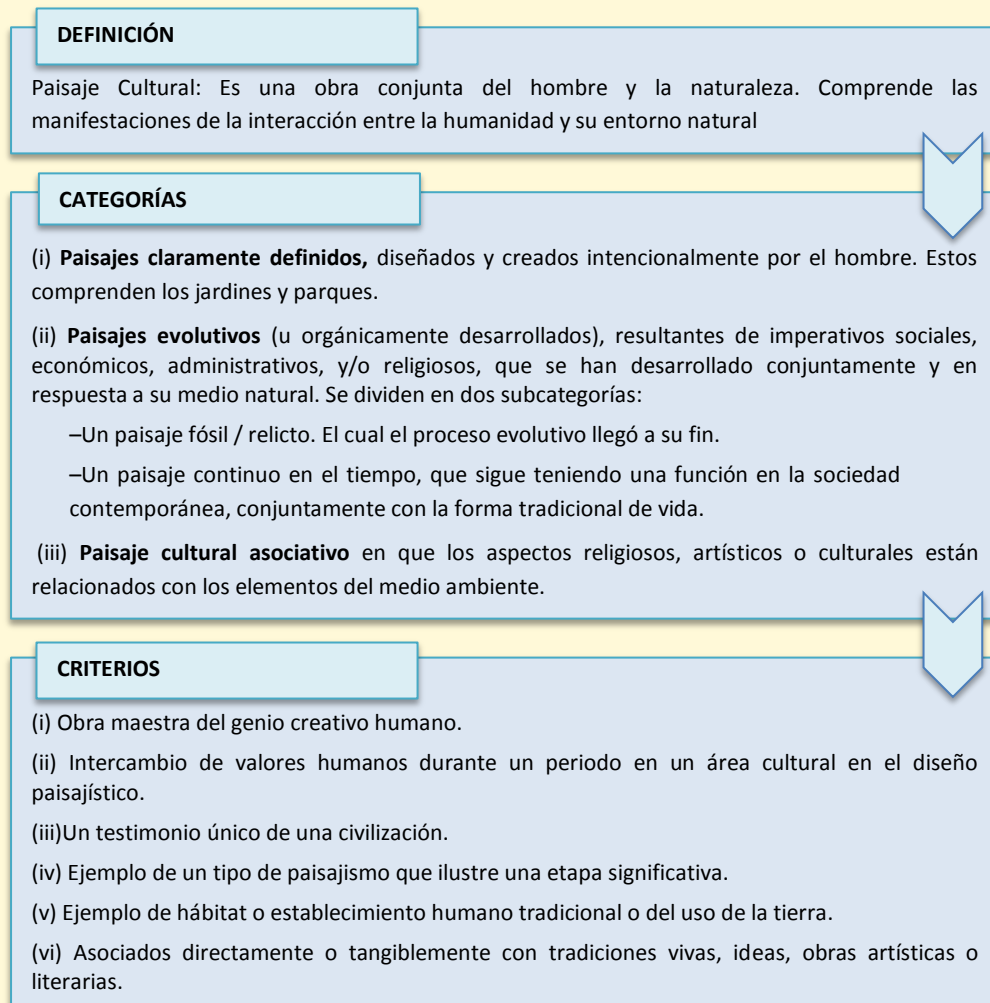 DEFINICIÓN
Paisaje Cultural: Es una obra conjunta del hombre y la naturaleza. Comprende las
manifestaciones de la interacción entre la humanidad y su entorno natural
CATEGORÍAS
(i) Paisajes claramente definidos, diseñados y creados intencionalmente por el hombre. Estos
comprenden los jardines y parques.
(ii) Paisajes evolutivos (u orgánicamente desarrollados), resultantes de imperativos sociales,
económicos, administrativos, y/o religiosos, que se han desarrollado conjuntamente y en
respuesta a su medio natural. Se dividen en dos subcategorías:
–Un paisaje fósil / relicto. El cual el proceso evolutivo llegó a su fin.
–Un paisaje continuo en el tiempo, que sigue teniendo una función en la sociedad
contemporánea, conjuntamente con la forma tradicional de vida.
(iii) Paisaje cultural asociativo en que los aspectos religiosos, artísticos o culturales están
relacionados con los elementos del medio ambiente.
CRITERIOS
(i) Obra maestra del genio creativo humano.
(ii) Intercambio de valores humanos durante un periodo en un área cultural en el diseño
paisajístico.
(iii)Un testimonio único de una civilización.
(iv) Ejemplo de un tipo de paisajismo que ilustre una etapa significativa.
(v) Ejemplo de hábitat o establecimiento humano tradicional o del uso de la tierra.
(vi) Asociados directamente o tangiblemente con tradiciones vivas, ideas, obras artísticas o
literarias.